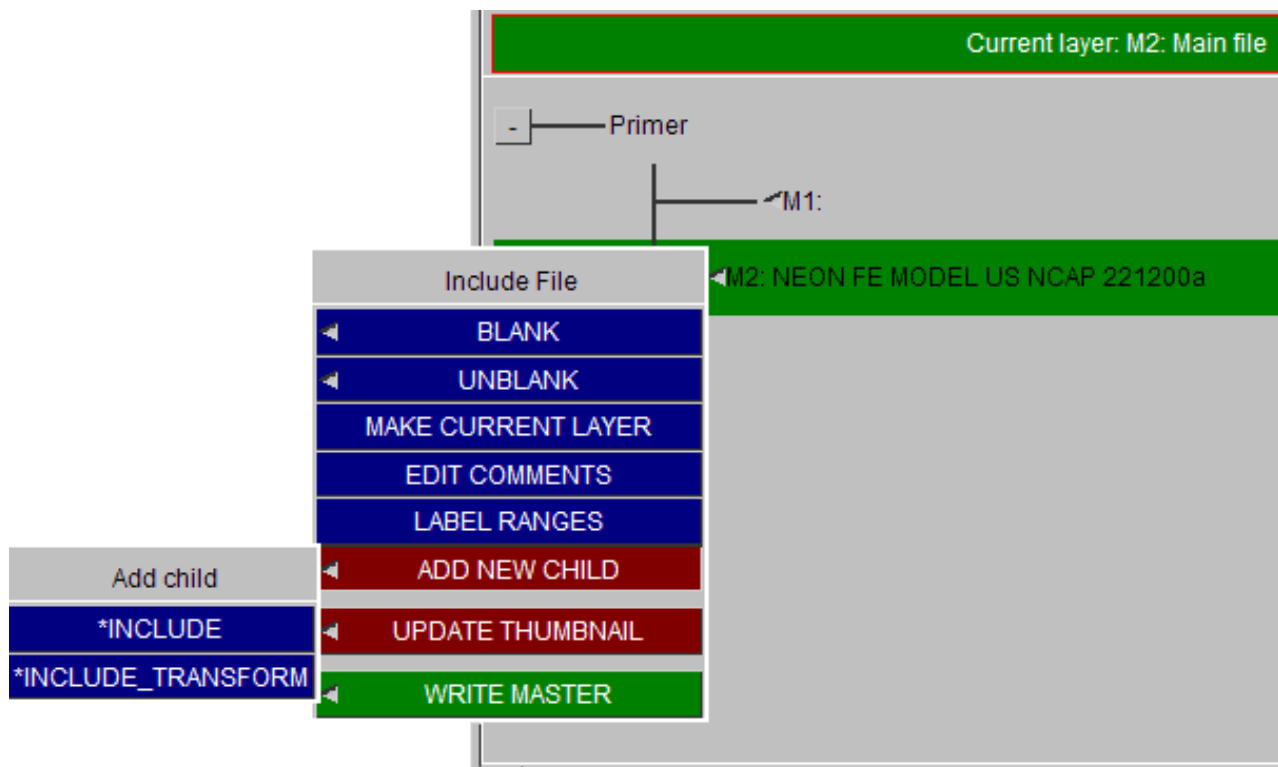 Current layer: M2: Main file
- Primer
M1:
M2: NEON FE MODEL US NCAP 221200a
Include File
BLANK
UNBLANK
MAKE CURRENT LAYER
EDIT COMMENTS
LABEL RANGES
ADD NEW CHILD
UPDATE THUMBNAIL
WRITE MASTER
Add child
*INCLUDE
*INCLUDE_TRANSFORM